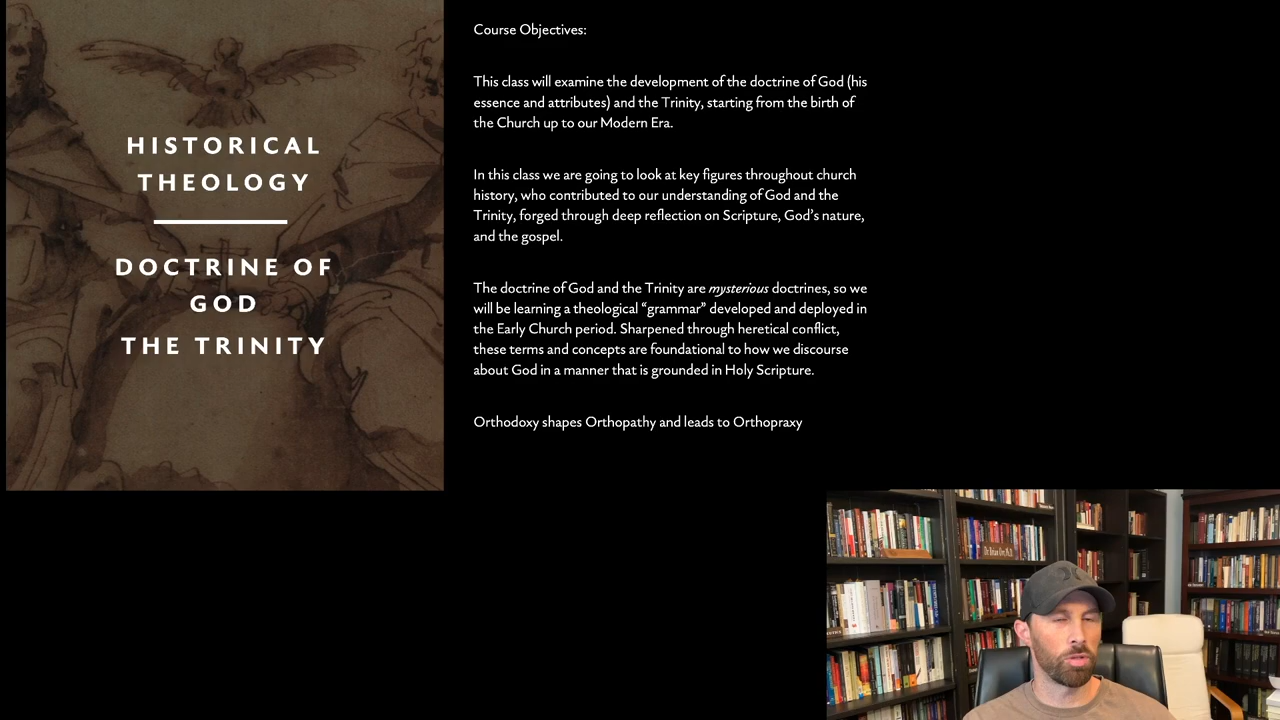 HISTORICAL
THEOLOGY
DOCTRINE OF
GOD
THE TRINITY
Course Objectives:
This class will examine the development of the doctrine of God (his
essence and attributes) and the Trinity, starting from the birth of
the Church up to our Modern Era.
In this class we are going to look at key figures throughout church
history, who contributed to our understanding of God and the
Trinity, forged through deep reflection on Scripture, God’s nature,
and the gospel.
The doctrine of God and the Trinity are mysterious doctrines, so we
will be learning a theological “grammar” developed and deployed in
the Early Church period. Sharpened through heretical conflict,
these terms and concepts are foundational to how we discourse
about God in a manner that is grounded in Holy Scripture.
Orthodoxy shapes Orthopathy and leads to Orthopraxy